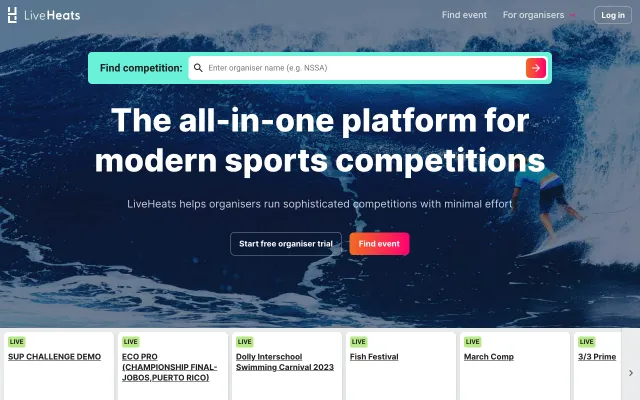 LiveHeats
Find event
For organisers
Log in
Find competition:
Enter organiser name (e.g. NSSA)
The all-in-one platform for
modern sports competitions
LiveHeats helps organisers run sophisticated competitions with minimal effort
Start free organiser trial
Find event
LIVE
SUP CHALLENGE DEMO
LIVE
ECO PRO
(CHAMPIONSHIP FINAL-
JOBOS,PUERTO RICO)
LIVE
Dolly Interschool
Swimming Carnival 2023
LIVE
Fish Festival
LIVE
March Comp
LIVE
3/3 Prime